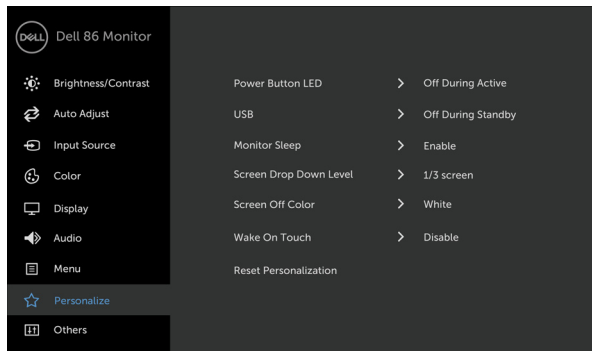 DELL Dell 86 Monitor
Brightness/Contrast
Auto Adjust
Input Source
Color
Display
Audio
Menu
Personalize
Others
Power Button LED > Off During Active
USB > Off During Standby
Monitor Sleep > Enable
Screen Drop Down Level > 1/3 screen
Screen Off Color > White
Wake On Touch > Disable
Reset Personalization